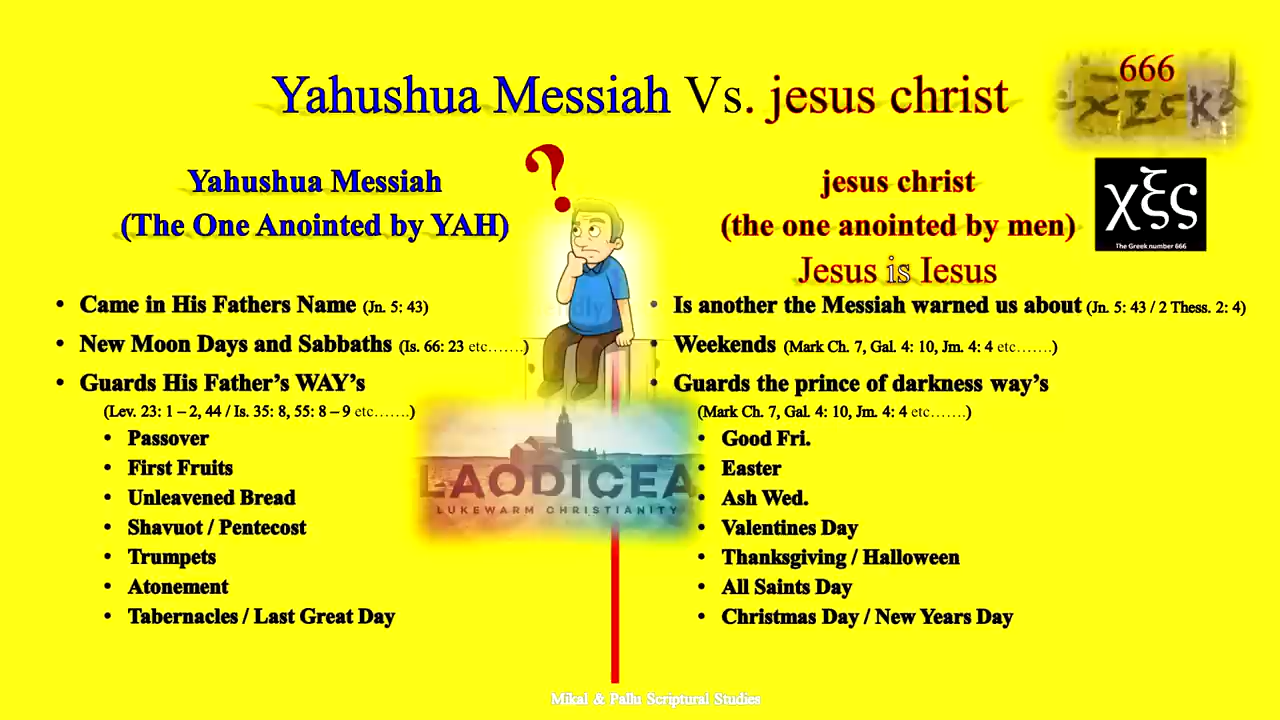 Yahushua Messiah Vs. jesus christ
666
χξς
The Greek number 666
?
Yahushua Messiah
(The One Anointed by YAH)
• Came in His Fathers Name (Jn. 5: 43)
• New Moon Days and Sabbaths (Is. 66: 23 etc…….)
• Guards His Father’s WAY’s
(Lev. 23: 1 – 2, 44 / Is. 35: 8, 55: 8 – 9 etc…….)
• Passover
• First Fruits
• Unleavened Bread
• Shavuot / Pentecost
• Trumpets
• Atonement
• Tabernacles / Last Great Day
LAODICEA
LUKEWARM CHRISTIANITY
jesus christ
(the one anointed by men)
Jesus is Iesus
• Is another the Messiah warned us about (Jn. 5: 43 / 2 Thess. 2: 4)
• Weekends (Mark Ch. 7, Gal. 4: 10, Jm. 4: 4 etc…….)
• Guards the prince of darkness way’s
(Mark Ch. 7, Gal. 4: 10, Jm. 4: 4 etc…….)
• Good Fri.
• Easter
• Ash Wed.
• Valentines Day
• Thanksgiving / Halloween
• All Saints Day
• Christmas Day / New Years Day
Mikal & Pallu Scriptural Studies